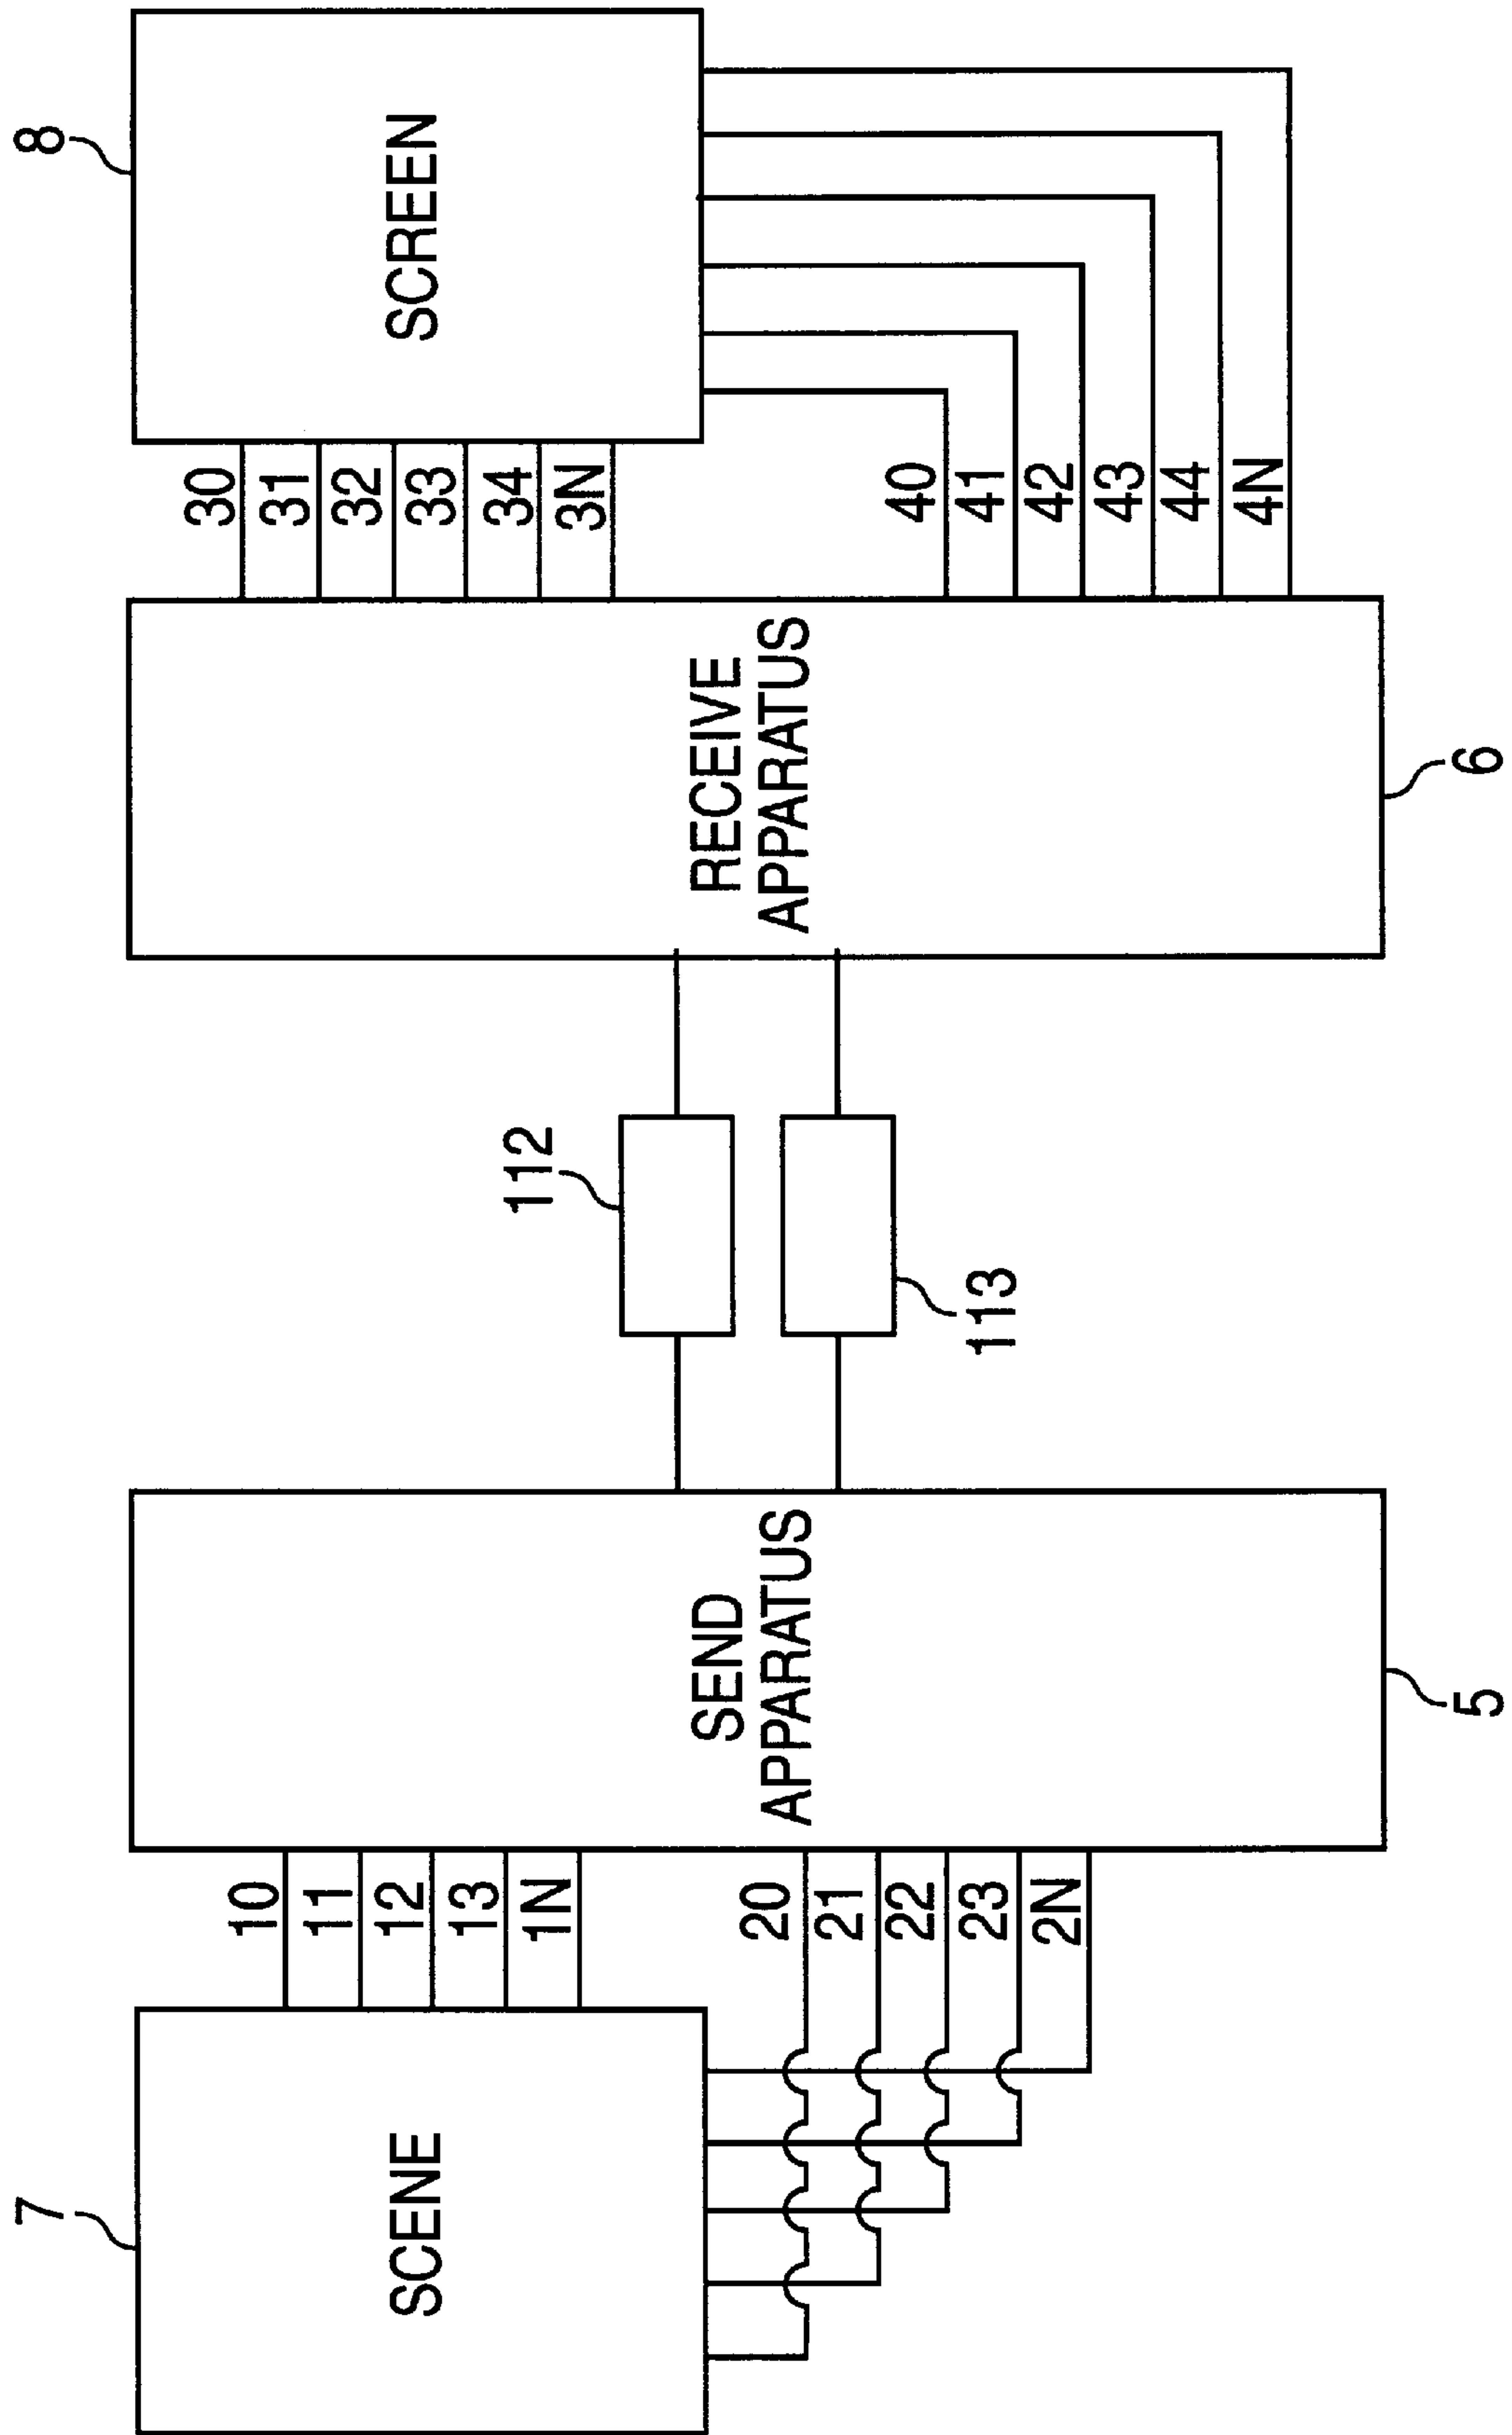 7
SCENE
10
11
12
13
1N
20
21
22
23
2N
SEND
APPARATUS
5
112
113
RECEIVE
APPARATUS
6
30
31
32
33
34
3N
40
41
42
43
44
4N
8
SCREEN